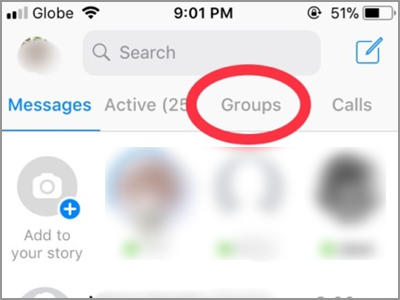 Globe 9:01 PM 51%
Search
Messages Active (25 Groups Calls
Add to
your story